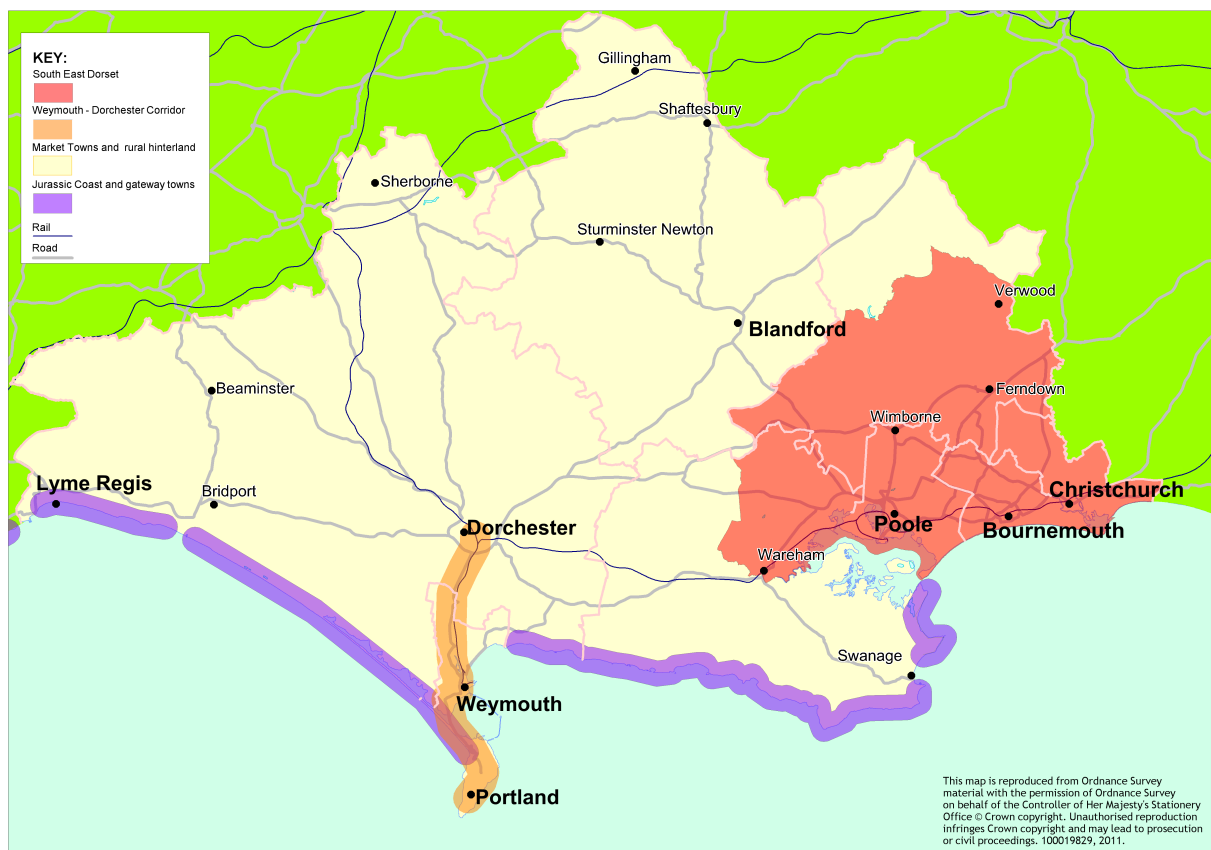 KEY:
South East Dorset
Weymouth - Dorchester Corridor
Market Towns and rural hinterland
Jurassic Coast and gateway towns
Rail
Road
Gillingham
Shaftesbury
Sherborne
Sturminster Newton
Verwood
Blandford
Beaminster
Ferndown
Wimborne
Lyme Regis
Bridport
Christchurch
Dorchester
Poole
Bournemouth
Wareham
Swanage
Weymouth
Portland
This map is reproduced from Ordnance Survey
material with the permission of Ordnance Survey
on behalf of the Controller of Her Majesty's Stationery
Office © Crown copyright. Unauthorised reproduction
infringes Crown copyright and may lead to prosecution
or civil proceedings. 100019829, 2011.